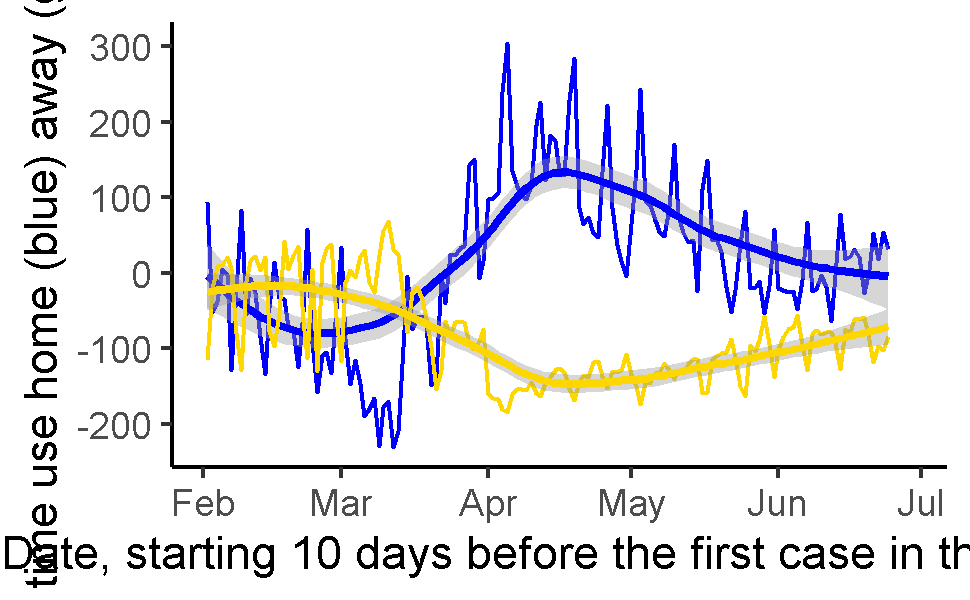 time use home (blue) away (
300
200
100
0
-100
-200
Feb Mar Apr May Jun Jul
Date, starting 10 days before the first case in th